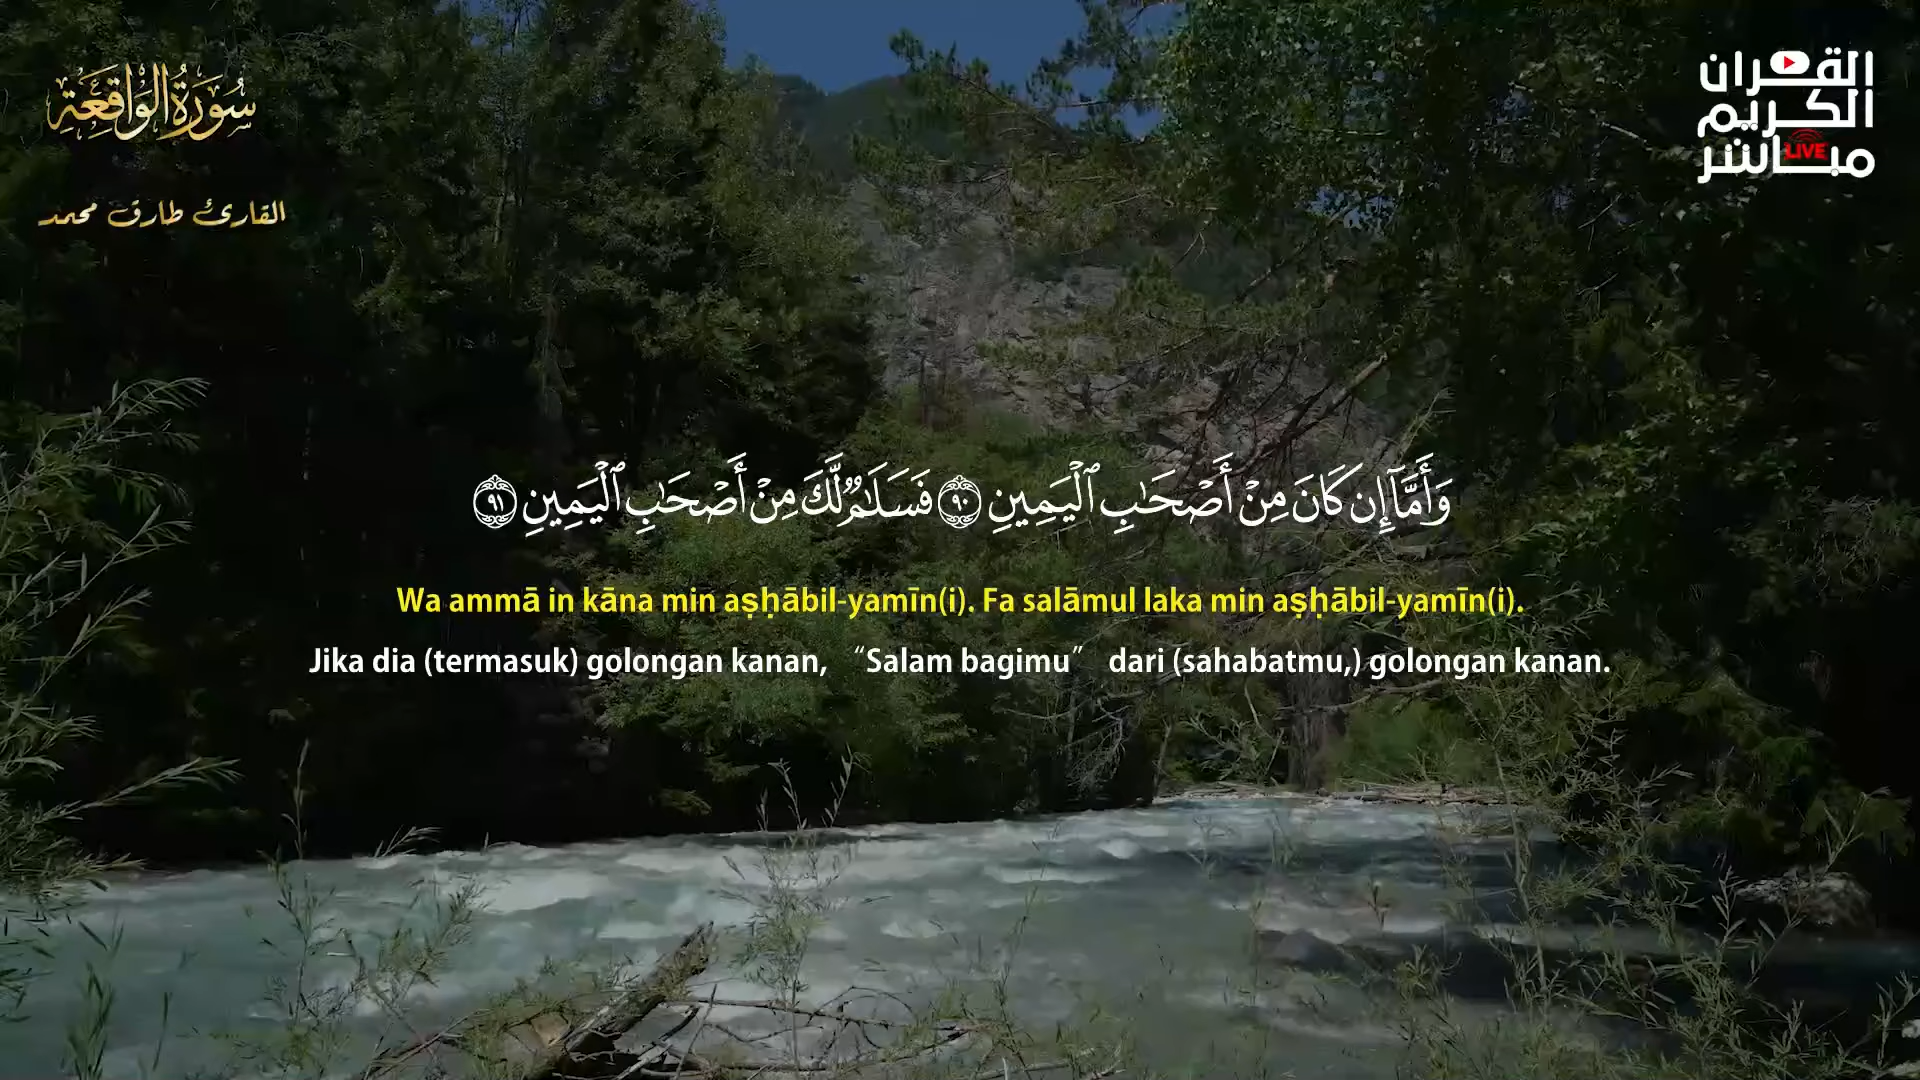 سُورَةُ الْوَاقِعَة
القارئ طارق محمد
القرآن
الكريم
مباشر
LIVE
وَأَمَّآ إِن كَانَ مِنْ أَصْحَٰبِ ٱلْيَمِينِ ٩٠ فَسَلَٰمٌ لَّكَ مِنْ أَصْحَٰبِ ٱلْيَمِينِ ٩١
Wa ammā in kāna min aṣḥābil-yamīn(i). Fa salāmul laka min aṣḥābil-yamīn(i).
Jika dia (termasuk) golongan kanan, “Salam bagimu” dari (sahabatmu,) golongan kanan.